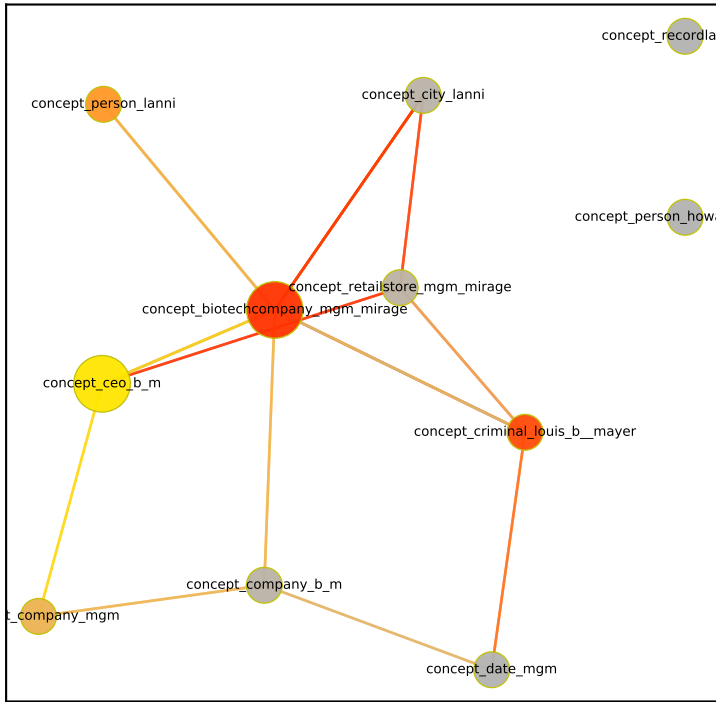 concept_recordla
concept_person_lanni
concept_city_lanni
concept_person_howa
concept_retailstore_mgm_mirage
concept_biotechcompany_mgm_mirage
concept_ceo_b_m
concept_criminal_louis_b__mayer
concept_company_b_m
t_company_mgm
concept_date_mgm